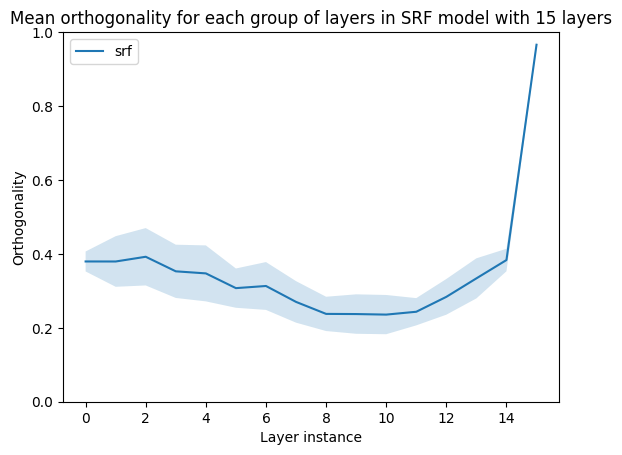 Mean orthogonality for each group of layers in SRF model with 15 layers
srf
Orthogonality
1.0
0.8
0.6
0.4
0.2
0.0
0 2 4 6 8 10 12 14
Layer instance